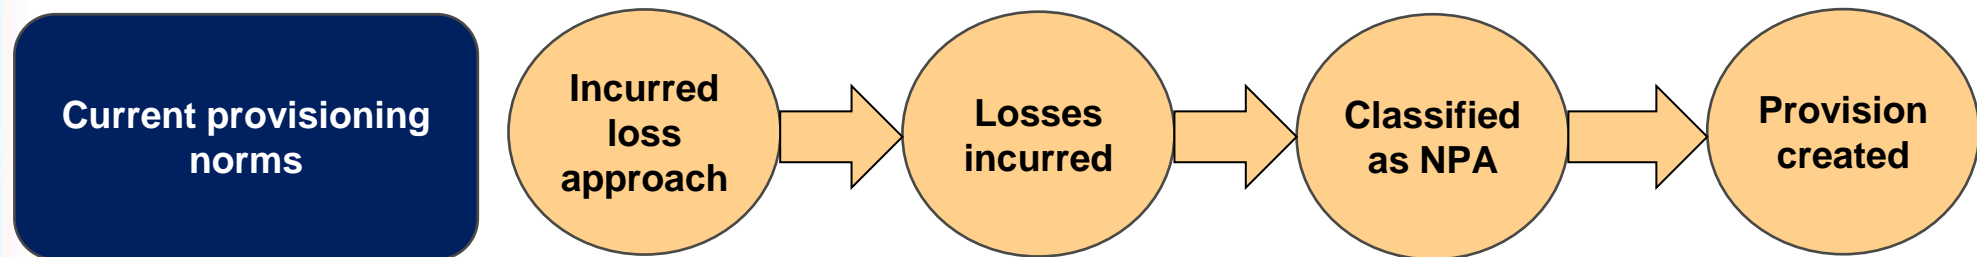 Current provisioning
norms
Incurred
loss
approach
Losses
incurred
Classified
as NPA
Provision
created